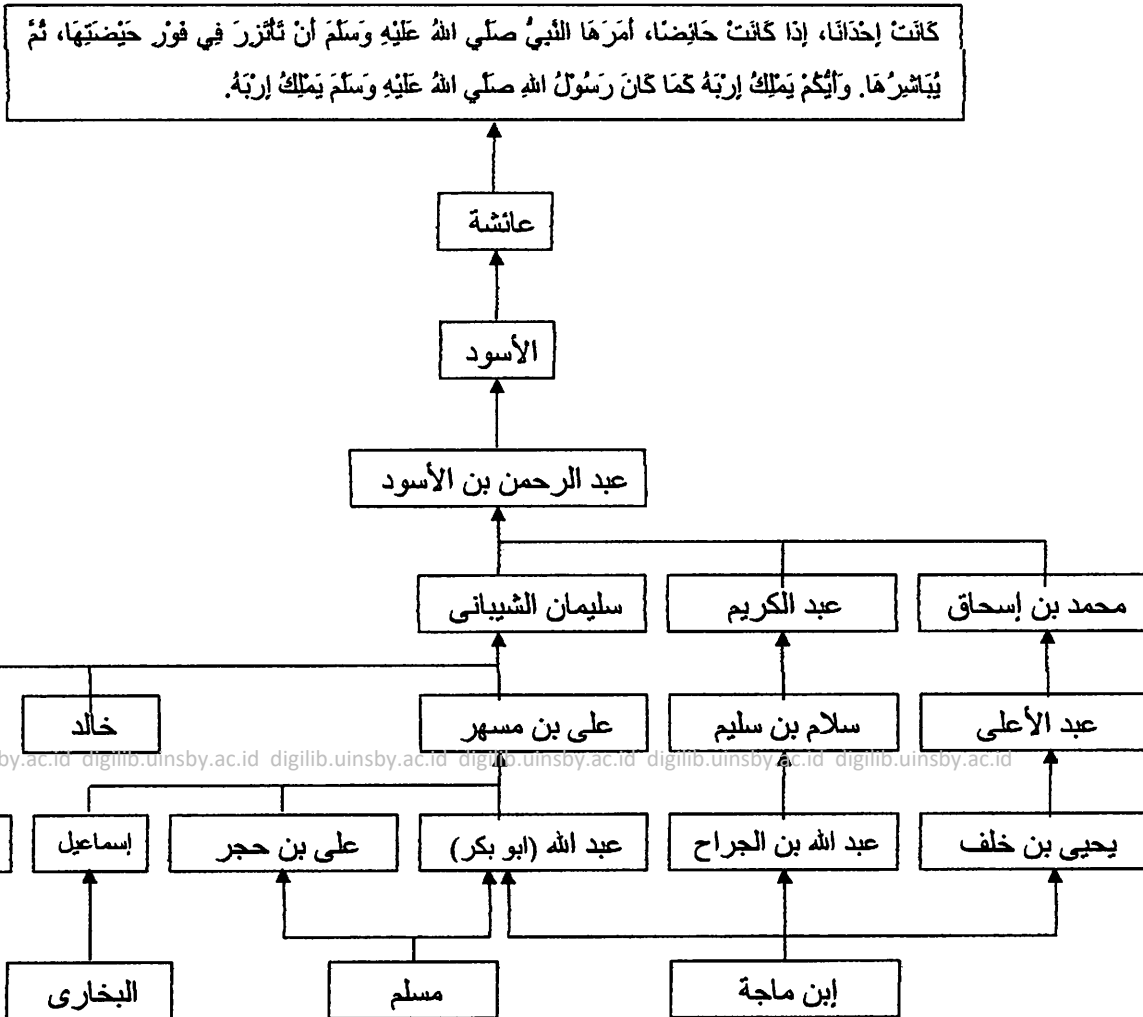 كَانَتْ إِحْدَانَا، إِذَا كَانَتْ حَائِضًا، أَمَرَهَا النَّبِيُّ صَلَّي اللهُ عَلَيْهِ وَسَلَّمَ أَنْ تَأْتَزِرَ فِي فَوْرِ حَيْضَتِهَا، ثُمَّ
يُبَاشِرُهَا. وَأَيُّكُمْ يَمْلِكُ إِرْبَهُ كَمَا كَانَ رَسُوْلُ اللهِ صَلَّي اللهُ عَلَيْهِ وَسَلَّمَ يَمْلِكُ إِرْبَهُ.
عائشة
الأسود
عبد الرحمن بن الأسود
محمد بن إسحاق
عبد الكريم
سليمان الشيبانى
عبد الأعلى
سلام بن سليم
على بن مسهر
خالد
by.ac.id digilib.uinsby.ac.id digilib.uinsby.ac.id digilib.uinsby.ac.id digilib.uinsby.ac.id digilib.uinsby.ac.id
يحيى بن خلف
عبد الله بن الجراح
عبد الله (ابو بكر)
على بن حجر
إسماعيل
إبن ماجة
مسلم
البخارى